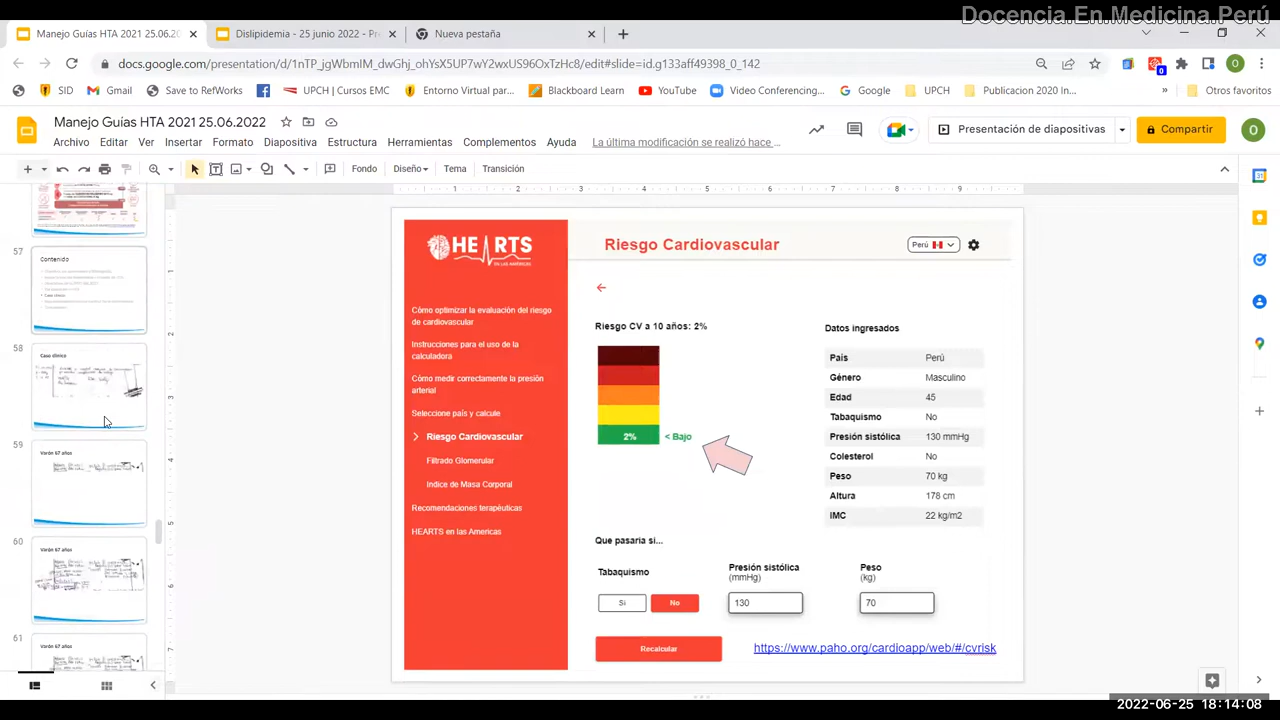 Docencia En Medicina Perú
Manejo Guías HTA 2021 25.06.20
Dislipidemia - 25 junio 2022 - Pre
Nueva pestaña
docs.google.com/presentation/d/1nTP_jgWbmIM_dwGhj_ohYsX5UP7wY2wxUS96OxTzHc8/edit#slide=id.g133aff49398_0_142
SID
Gmail
Save to RefWorks
UPCH | Cursos EMC
Entorno Virtual par...
Blackboard Learn
YouTube
Video Conferencing...
Google
UPCH
Publicacion 2020 In...
»
Otros favoritos
Manejo Guías HTA 2021 25.06.2022
Presentación de diapositivas
Compartir
O
Archivo Editar Ver Insertar Formato Diapositiva Estructura Herramientas Complementos Ayuda
La última modificación se realizó hace ...
Fondo Diseño Tema Transición
57
Contenido
58
Caso clínico
59
Varón 67 años
60
Varón 67 años
61
Varón 67 años
HEARTS
EN LAS AMÉRICAS
Cómo optimizar la evaluación del riesgo
de cardiovascular
Instrucciones para el uso de la
calculadora
Cómo medir correctamente la presión
arterial
Seleccione país y calcule
Riesgo Cardiovascular
Filtrado Glomerular
Indice de Masa Corporal
Recomendaciones terapéuticas
HEARTS en las Americas
Riesgo Cardiovascular
Perú
Riesgo CV a 10 años: 2%
2%
< Bajo
Datos ingresados
País Perú
Género Masculino
Edad 45
Tabaquismo No
Presión sistólica 130 mmHg
Colesterol No
Peso 70 kg
Altura 178 cm
IMC 22 kg/m2
Que pasaria si...
Tabaquismo
Si No
Presión sistólica
(mmHg)
130
Peso
(kg)
70
Recalcular
https://www.paho.org/cardioapp/web/#/cvrisk
2022-06-25 18:14:08